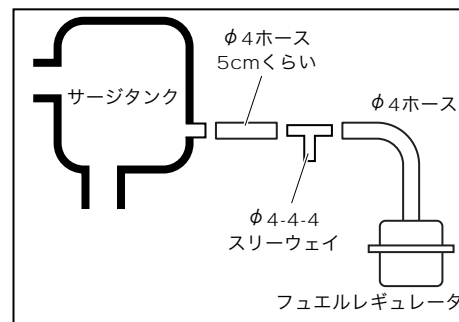 φ4ホース
5cmくらい
サージタンク
φ4ホース
φ4-4-4
スリーウェイ
フュエルレギュレータ